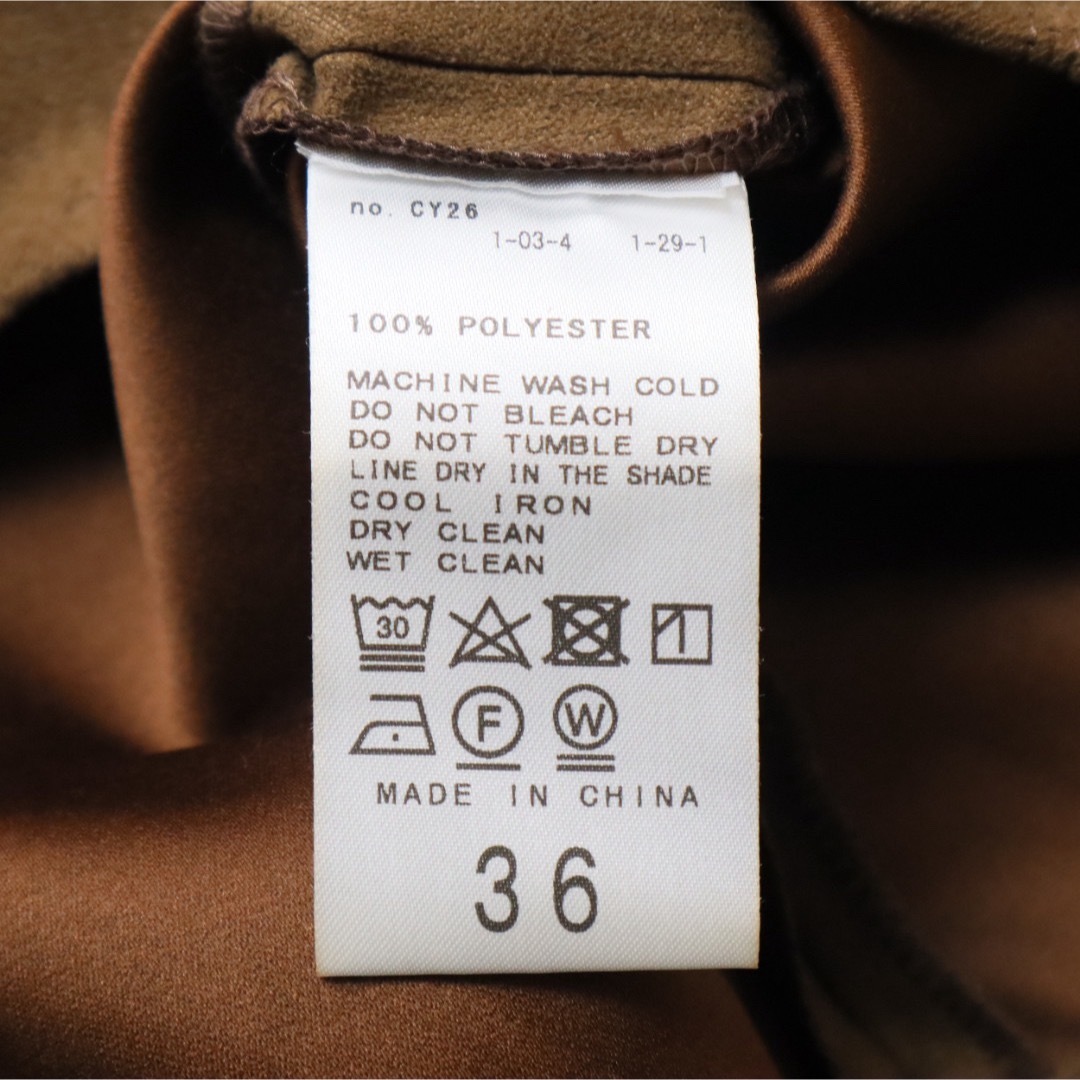 no. CY26
1-03-4 1-29-1
100% POLYESTER
MACHINE WASH COLD
DO NOT BLEACH
DO NOT TUMBLE DRY
LINE DRY IN THE SHADE
COOL IRON
DRY CLEAN
WET CLEAN
30
F W
MADE IN CHINA
36